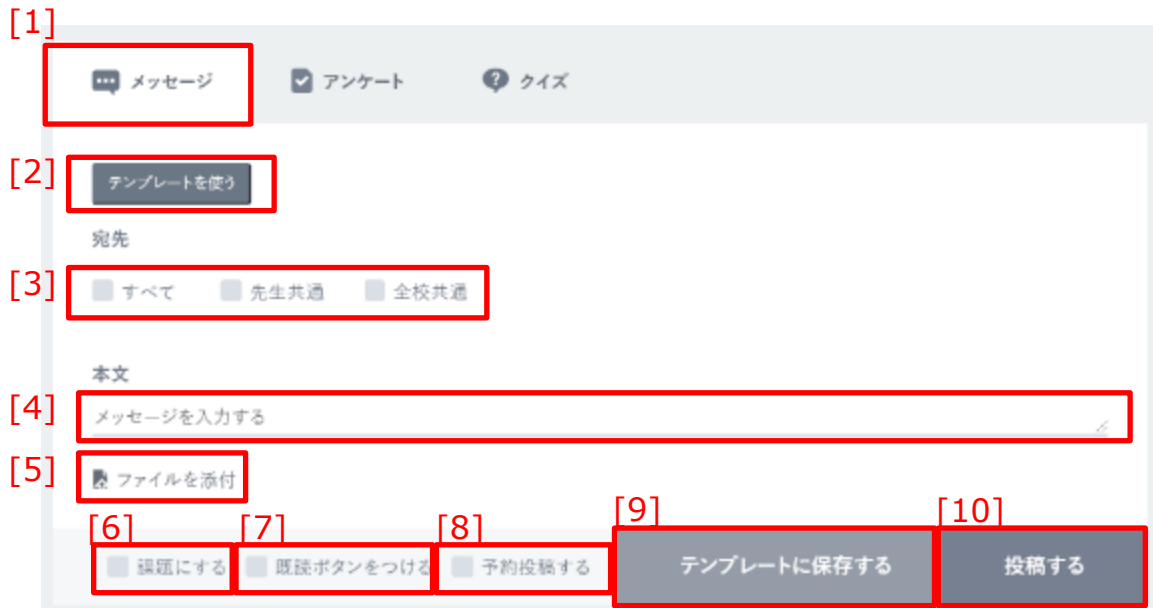 [1]
メッセージ アンケート クイズ
[2] テンプレートを使う
宛先
[3] すべて 先生共通 全校共通
本文
[4] メッセージを入力する
[5] ファイルを添付
[6] [7] [8] [9] [10]
課題にする 既読ボタンをつける 予約投稿する テンプレートに保存する 投稿する